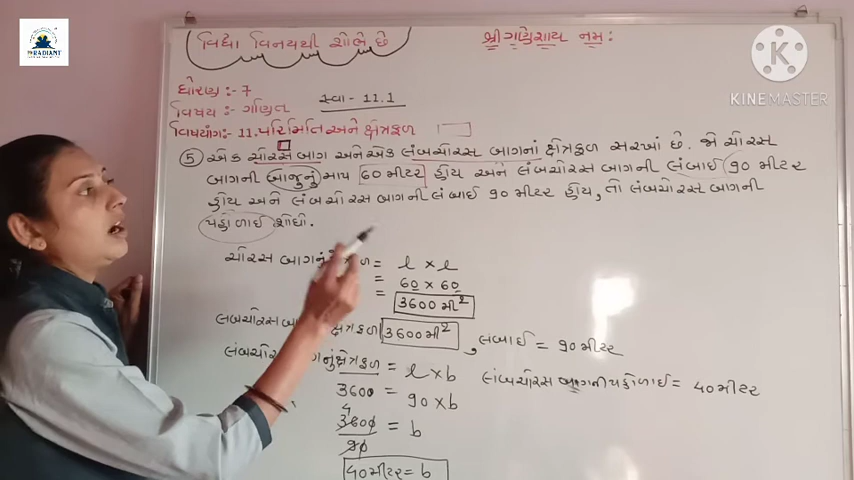 The RADIANT
KINEMASTER
વિદ્યા વિનયથી શોભે છે
શ્રી ગણેશાય નમઃ
ધોરણ :- 7
વિષય :- ગણિત
સ્વા - 11.1
વિષયાંગ :- 11. પરિમિતિ અને ક્ષેત્રફળ
5 એક ચોરસ બાગ અને એક લંબચોરસ બાગનાં ક્ષેત્રફળ સરખાં છે. જો ચોરસ
બાગની બાજુનું માપ 60 મીટર હોય અને લંબચોરસ બાગની લંબાઈ 90 મીટર
હોય અને લંબચોરસ બાગની લંબાઈ 90 મીટર હોય, તો લંબચોરસ બાગની
પહોળાઈ શોધો.
ચોરસ બાગનું = l × l
= 60 × 60
= 3600 મી²
લંબચોરસ ક્ષેત્રફળ 3600 મી² , લંબાઈ = 90 મીટર
લંબચોરસ ક્ષેત્રફળ = l × b
લંબચોરસ બાગની પહોળાઈ = 40 મીટર
3600 = 90 × b
4
3600 = b
90
40 મીટર = b